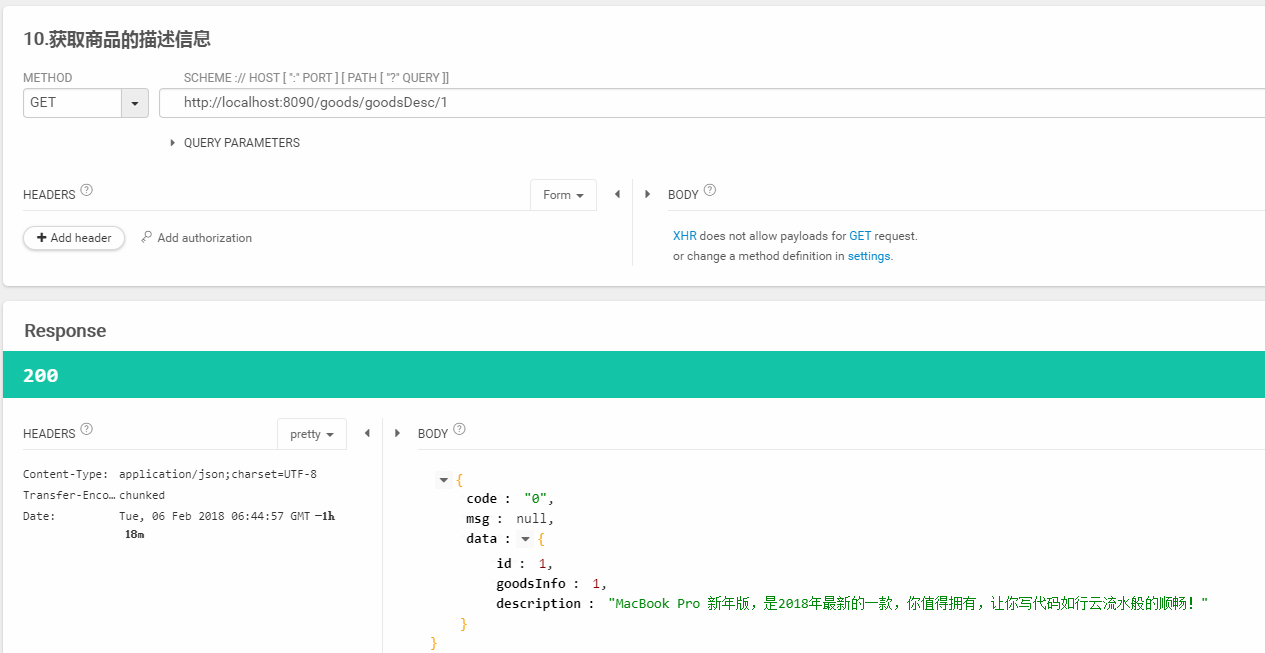 10.获取商品的描述信息
METHOD
SCHEME :// HOST [ ":" PORT ] [ PATH [ "?" QUERY ]]
GET
http://localhost:8090/goods/goodsDesc/1
QUERY PARAMETERS
HEADERS ?
Form
BODY ?
+ Add header
Add authorization
XHR does not allow payloads for GET request.
or change a method definition in settings.
Response
200
HEADERS ?
pretty
BODY ?
Content-Type: application/json;charset=UTF-8
Transfer-Enco… chunked
Date: Tue, 06 Feb 2018 06:44:57 GMT −1h
18m
{
code : "0",
msg : null,
data : {
id : 1,
goodsInfo : 1,
description : "MacBook Pro 新年版，是2018年最新的一款，你值得拥有，让你写代码如行云流水般的顺畅！"
}
}